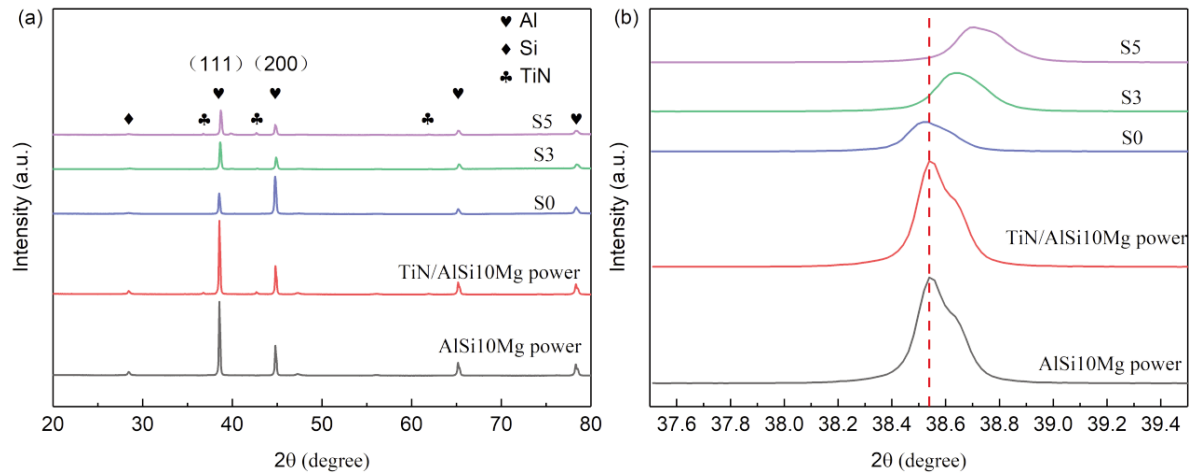 (a)
♥ Al
♦ Si
♣ TiN
（111）（200）
S5
S3
S0
TiN/AlSi10Mg power
AlSi10Mg power
Intensity (a.u.)
20 30 40 50 60 70 80
2θ (degree)
(b)
S5
S3
S0
TiN/AlSi10Mg power
AlSi10Mg power
Intensity (a.u.)
37.6 37.8 38.0 38.2 38.4 38.6 38.8 39.0 39.2 39.4
2θ (degree)